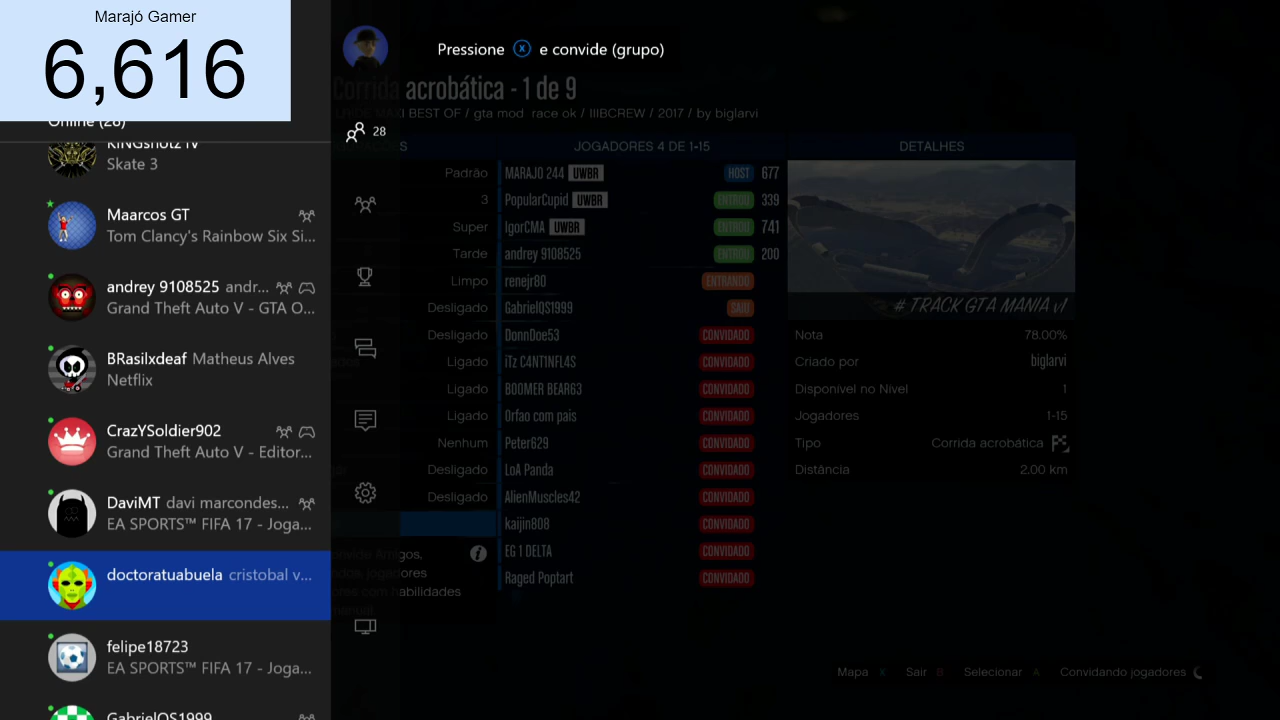 Marajó Gamer
6,616
Pressione X e convide (grupo)
Online (28)
28
KiNGshotz TV
Skate 3
Maarcos GT
Tom Clancy's Rainbow Six Si...
andrey 9108525 andr...
Grand Theft Auto V - GTA O...
BRasilxdeaf Matheus Alves
Netflix
CrazYSoldier902
Grand Theft Auto V - Editor...
DaviMT davi marcondes...
EA SPORTS™ FIFA 17 - Joga...
doctoratuabuela cristobal v...
felipe18723
EA SPORTS™ FIFA 17 - Joga...
GabrielQS1999
Corrida acrobática - 1 de 9
BEST OF / gta mod race ok / IIIBCREW / 2017 / by biglarvi
JOGADORES 4 DE 1-15
DETALHES
Padrão
3
Super
Tarde
Limpo
Desligado
Desligado
Ligado
Ligado
Ligado
Nenhum
Desligado
Desligado
MARAJO 244 UWBR HOST 677
PopularCupid UWBR ENTROU 339
IgorCMA UWBR ENTROU 741
andrey 9108525 ENTROU 200
renejr80 ENTRANDO
GabrielQS1999 SAIU
DonnDoe53 CONVIDADO
iTz C4NTINFL4S CONVIDADO
BOOMER BEAR63 CONVIDADO
Orfao com pais CONVIDADO
Peter629 CONVIDADO
LoA Panda CONVIDADO
AlienMuscles42 CONVIDADO
kaijin808 CONVIDADO
EG 1 DELTA CONVIDADO
Raged Poptart CONVIDADO
# TRACK GTA MANIA v1
Nota 78.00%
Criado por biglarvi
Disponível no Nível 1
Jogadores 1-15
Tipo Corrida acrobática
Distância 2,00 km
Amigos,
jogadores
com habilidades
Mapa X Sair B Selecionar A Convidando jogadores